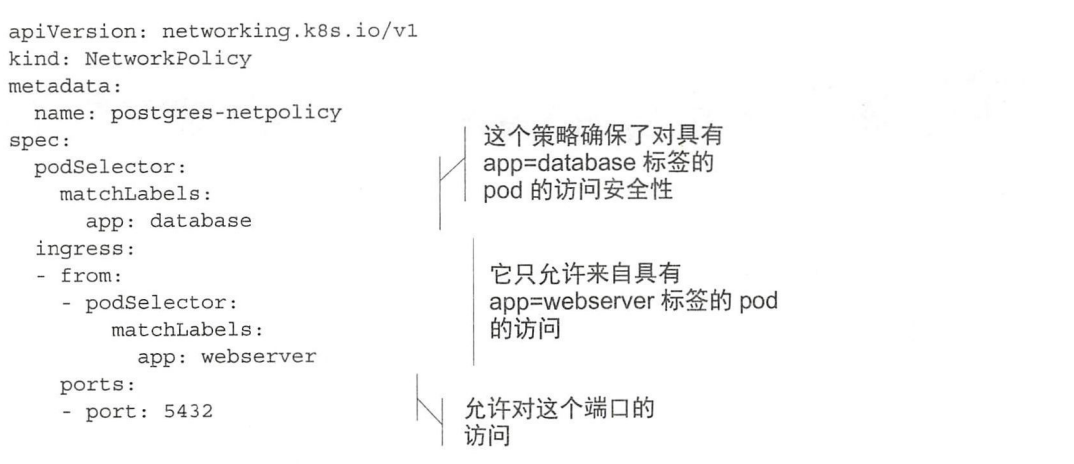 apiVersion: networking.k8s.io/v1
kind: NetworkPolicy
metadata:
  name: postgres-netpolicy
spec:
  podSelector:
    matchLabels:
      app: database
  ingress:
  - from:
    - podSelector:
        matchLabels:
          app: webserver
    ports:
    - port: 5432
这个策略确保了对具有
app=database 标签的
pod 的访问安全性
它只允许来自具有
app=webserver 标签的 pod
的访问
允许对这个端口的
访问